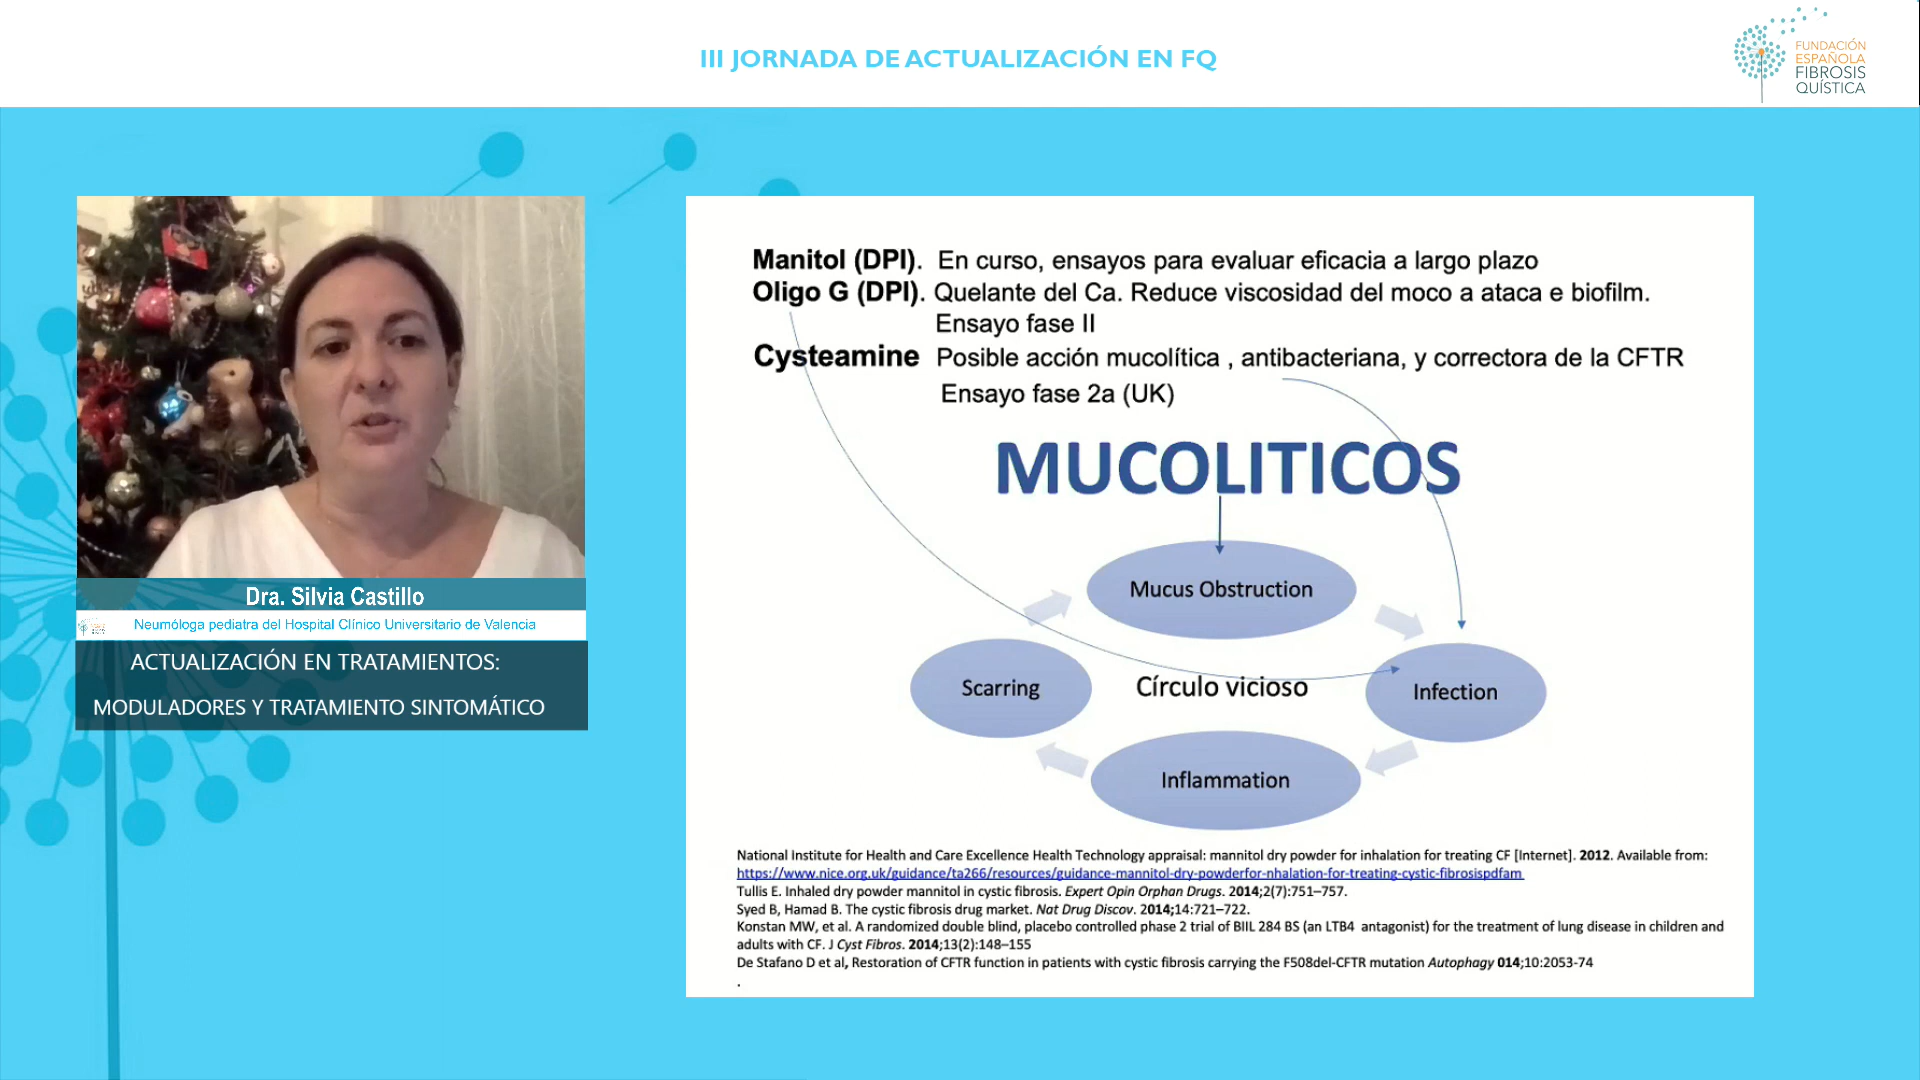 III JORNADA DE ACTUALIZACIÓN EN FQ
FUNDACIÓN
ESPAÑOLA
FIBROSIS
QUÍSTICA
Dra. Silvia Castillo
Neumóloga pediatra del Hospital Clínico Universitario de Valencia
ACTUALIZACIÓN EN TRATAMIENTOS:
MODULADORES Y TRATAMIENTO SINTOMÁTICO
Manitol (DPI). En curso, ensayos para evaluar eficacia a largo plazo
Oligo G (DPI). Quelante del Ca. Reduce viscosidad del moco a ataca e biofilm.
Ensayo fase II
Cysteamine Posible acción mucolítica , antibacteriana, y correctora de la CFTR
Ensayo fase 2a (UK)
MUCOLITICOS
Mucus Obstruction
Scarring
Círculo vicioso
Infection
Inflammation
National Institute for Health and Care Excellence Health Technology appraisal: mannitol dry powder for inhalation for treating CF [Internet]. 2012. Available from:
https://www.nice.org.uk/guidance/ta266/resources/guidance-mannitol-dry-powderfor-nhalation-for-treating-cystic-fibrosispdfam
Tullis E. Inhaled dry powder mannitol in cystic fibrosis. Expert Opin Orphan Drugs. 2014;2(7):751–757.
Syed B, Hamad B. The cystic fibrosis drug market. Nat Drug Discov. 2014;14:721–722.
Konstan MW, et al. A randomized double blind, placebo controlled phase 2 trial of BIIL 284 BS (an LTB4 antagonist) for the treatment of lung disease in children and
adults with CF. J Cyst Fibros. 2014;13(2):148–155
De Stafano D et al, Restoration of CFTR function in patients with cystic fibrosis carrying the F508del-CFTR mutation Autophagy 014;10:2053-74
.